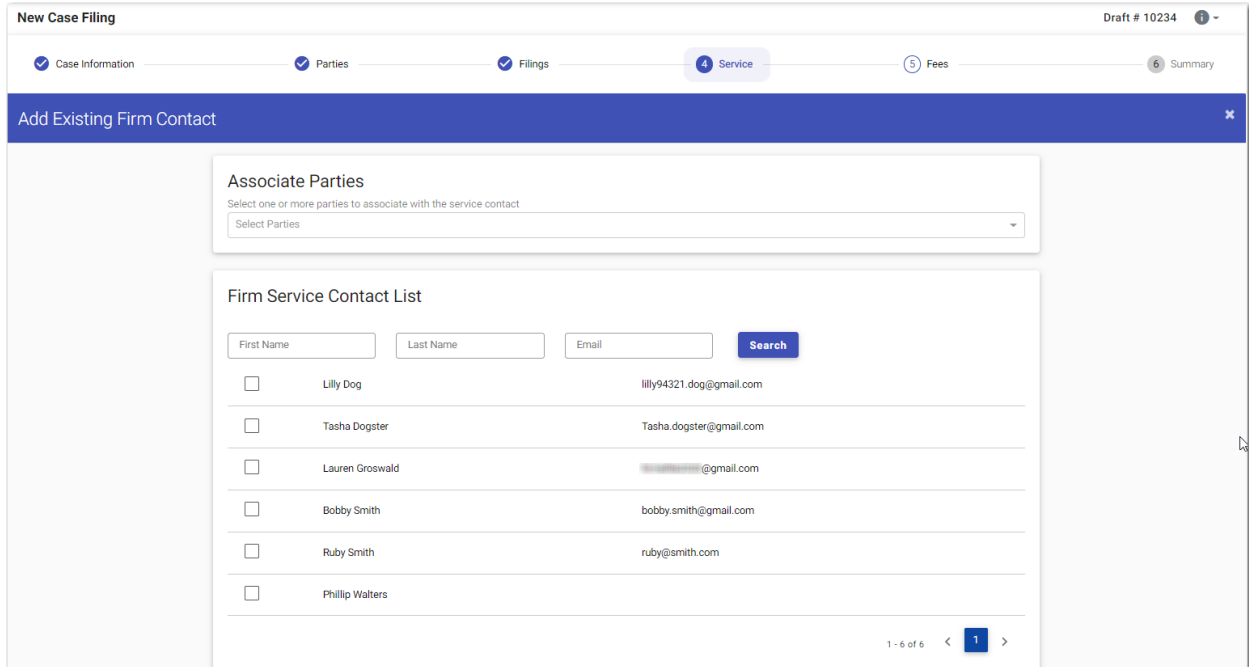 New Case Filing Draft # 10234
Case Information Parties Filings 4 Service 5 Fees 6 Summary
Add Existing Firm Contact
Associate Parties
Select one or more parties to associate with the service contact
Select Parties
Firm Service Contact List
First Name Last Name Email Search
Lilly Dog lilly94321.dog@gmail.com
Tasha Dogster Tasha.dogster@gmail.com
Lauren Groswald @gmail.com
Bobby Smith bobby.smith@gmail.com
Ruby Smith ruby@smith.com
Phillip Walters
1 - 6 of 6 1